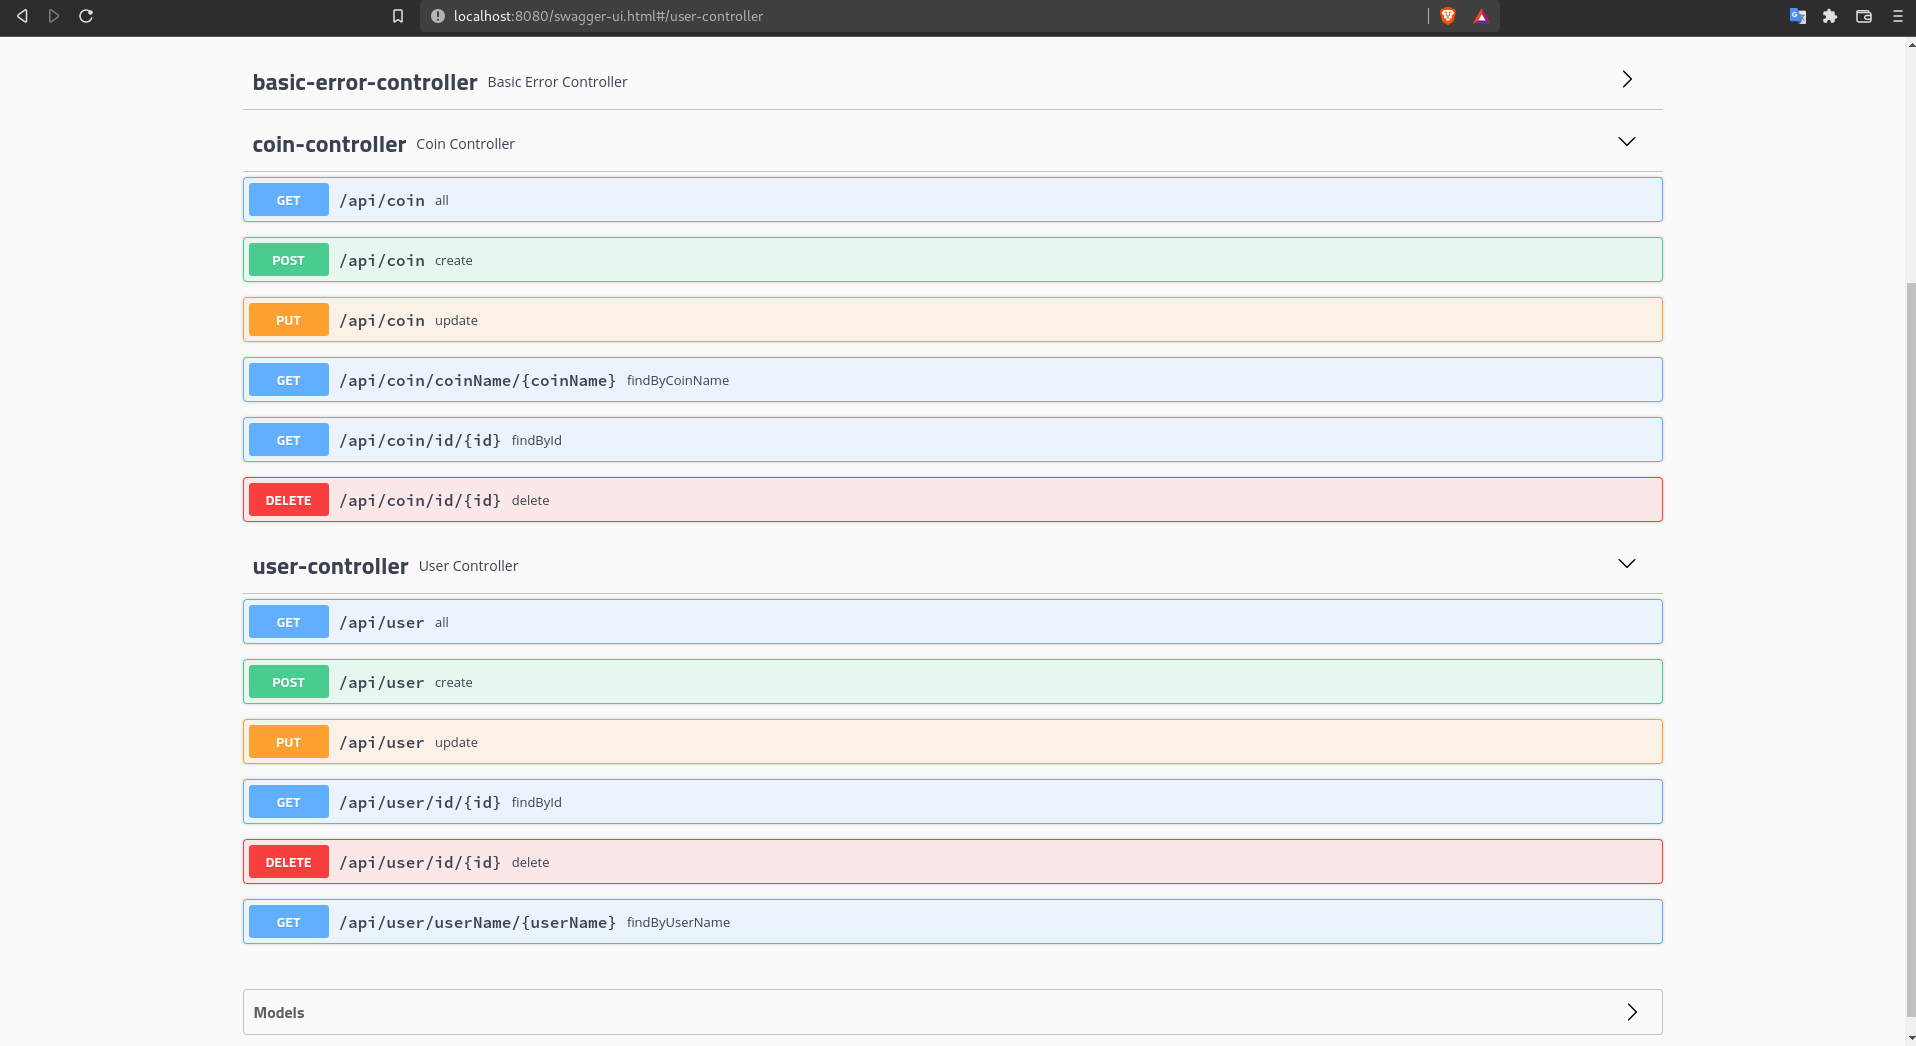 localhost:8080/swagger-ui.html#/user-controller
basic-error-controller Basic Error Controller
coin-controller Coin Controller
GET /api/coin all
POST /api/coin create
PUT /api/coin update
GET /api/coin/coinName/{coinName} findByCoinName
GET /api/coin/id/{id} findById
DELETE /api/coin/id/{id} delete
user-controller User Controller
GET /api/user all
POST /api/user create
PUT /api/user update
GET /api/user/id/{id} findById
DELETE /api/user/id/{id} delete
GET /api/user/userName/{userName} findByUserName
Models